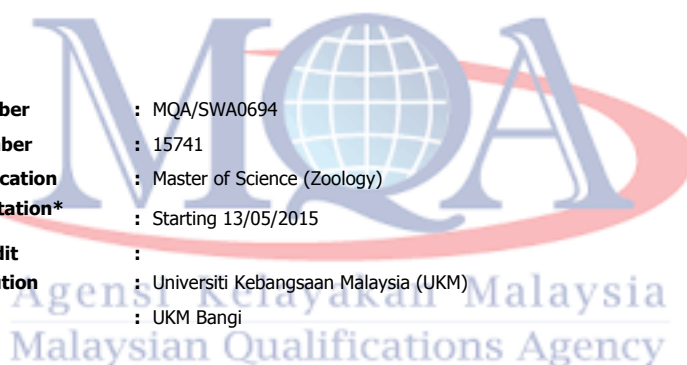 MQA
ber : MQA/SWA0694
ber : 15741
cation : Master of Science (Zoology)
tation*
: Starting 13/05/2015
dit :
ution : Universiti Kebangsaan Malaysia (UKM)
Agensi Kelayakan Malaysia
: UKM Bangi
Malaysian Qualifications Agency